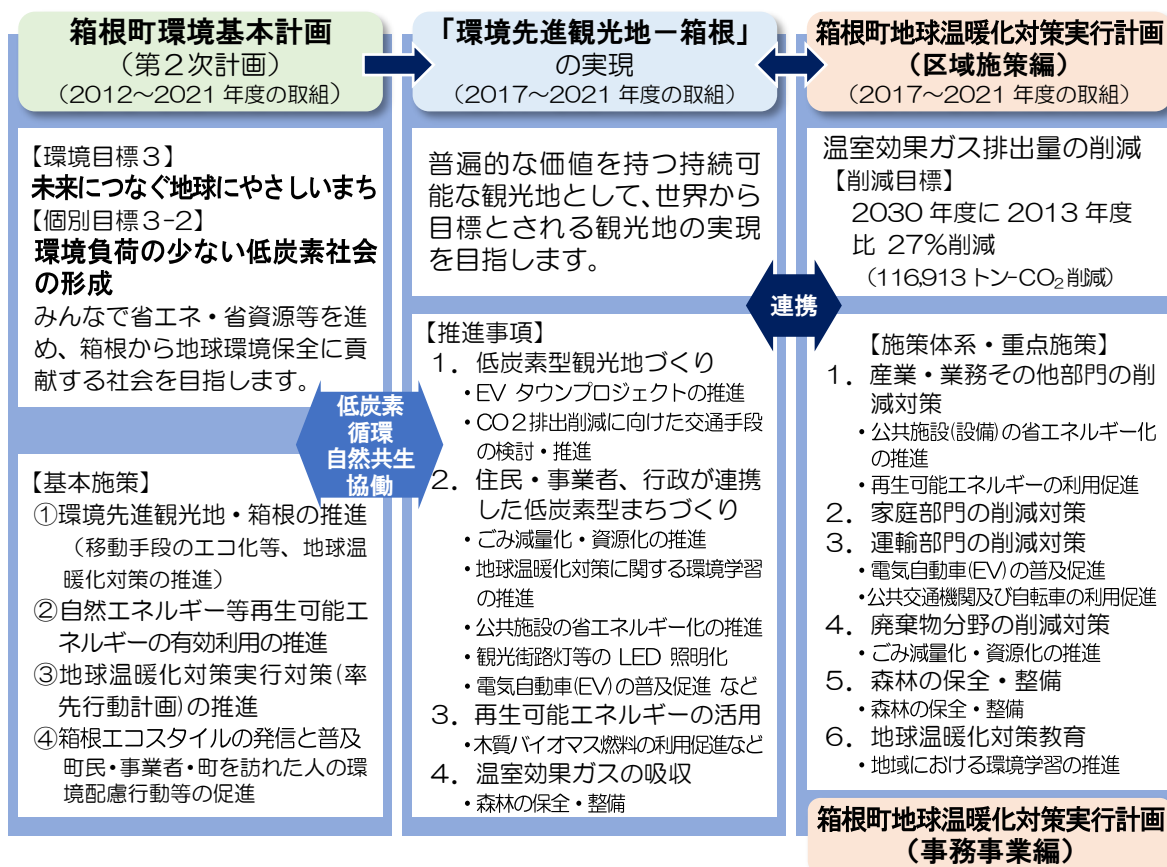 箱根町環境基本計画
（第２次計画）
（2012～2021 年度の取組）
【環境目標３】
未来につなぐ地球にやさしいまち
【個別目標３-２】
環境負荷の少ない低炭素社会
の形成
みんなで省エネ・省資源等を進
め、箱根から地球環境保全に貢
献する社会を目指します。
【基本施策】
①環境先進観光地・箱根の推進
（移動手段のエコ化等、地球温
暖化対策の推進）
②自然エネルギー等再生可能エ
ネルギーの有効利用の推進
③地球温暖化対策実行対策(率
先行動計画)の推進
④箱根エコスタイルの発信と普及
町民・事業者・町を訪れた人の環
境配慮行動等の促進
低炭素
循環
自然共生
協働
「環境先進観光地－箱根」
の実現
（2017～2021 年度の取組）
普遍的な価値を持つ持続可
能な観光地として、世界から
目標とされる観光地の実現
を目指します。
【推進事項】
１．低炭素型観光地づくり
・EV タウンプロジェクトの推進
・CO２排出削減に向けた交通手段
の検討・推進
２．住民・事業者、行政が連携
した低炭素型まちづくり
・ごみ減量化・資源化の推進
・地球温暖化対策に関する環境学習
の推進
・公共施設の省エネルギー化の推進
・観光街路灯等の LED 照明化
・電気自動車(EV)の普及促進 など
３．再生可能エネルギーの活用
・木質バイオマス燃料の利用促進など
４．温室効果ガスの吸収
・森林の保全・整備
連携
箱根町地球温暖化対策実行計画
（区域施策編）
（2017～2021 年度の取組）
温室効果ガス排出量の削減
【削減目標】
2030 年度に 2013 年度
比 27％削減
（116,913 トン-CO₂削減）
【施策体系・重点施策】
１．産業・業務その他部門の削
減対策
・公共施設(設備)の省エネルギー化
の推進
・再生可能エネルギーの利用促進
２．家庭部門の削減対策
３．運輸部門の削減対策
・電気自動車(EV)の普及促進
・公共交通機関及び自転車の利用促進
４．廃棄物分野の削減対策
・ごみ減量化・資源化の推進
５．森林の保全・整備
・森林の保全・整備
６．地球温暖化対策教育
・地域における環境学習の推進
箱根町地球温暖化対策実行計画
（事務事業編）